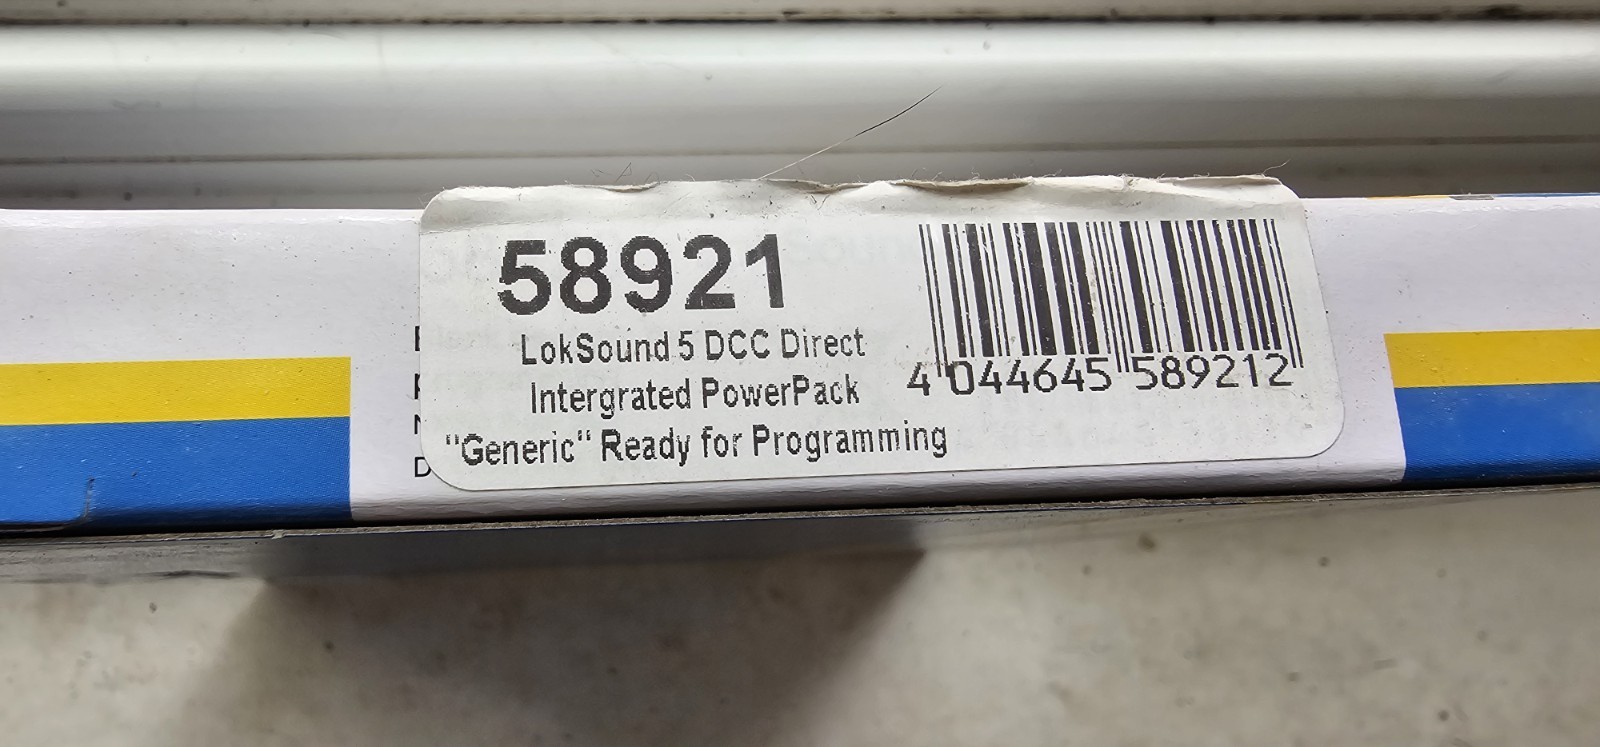 58921
LokSound 5 DCC Direct
Intergrated PowerPack
"Generic" Ready for Programming
4 044645 589212
D